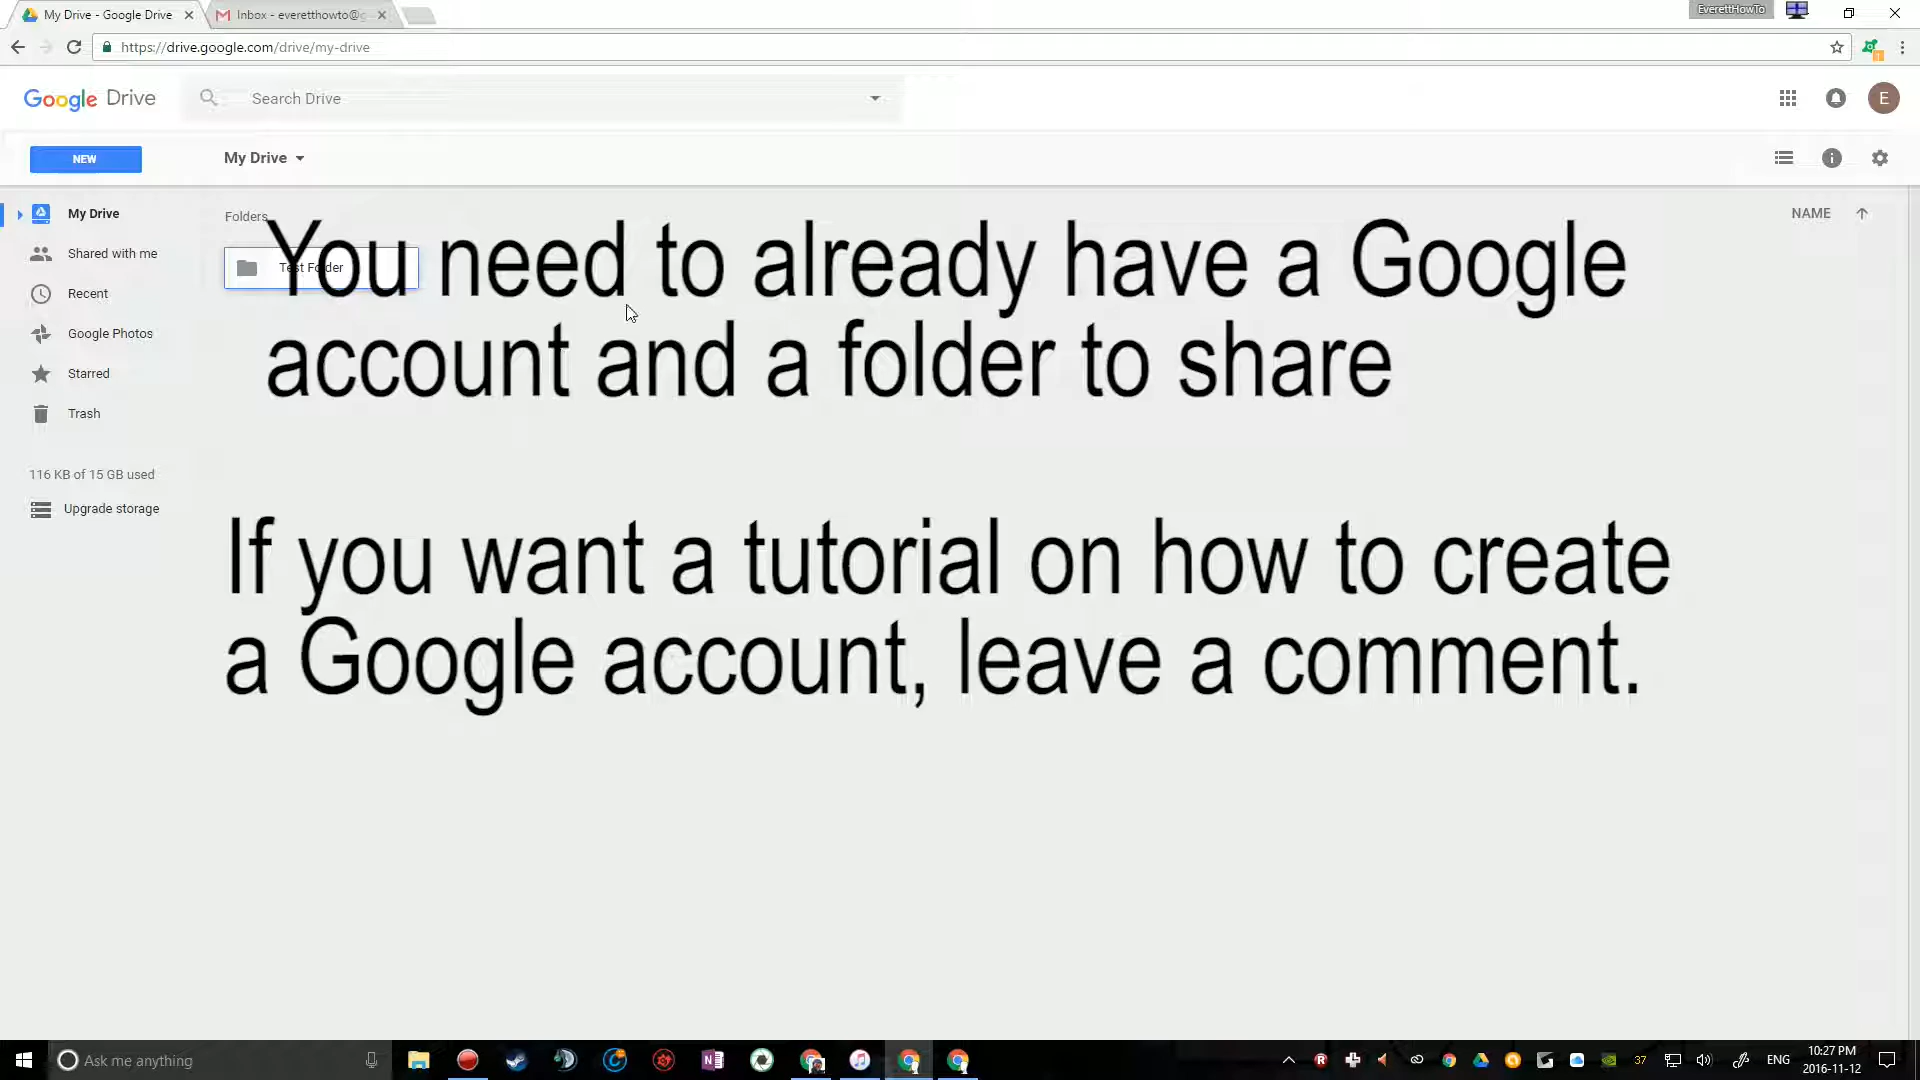 My Drive - Google Drive
Inbox - everetthowto@g
EverettHowTo
https://drive.google.com/drive/my-drive
Google Drive
Search Drive
E
NEW
My Drive
My Drive
Shared with me
Recent
Google Photos
Starred
Trash
116 KB of 15 GB used
Upgrade storage
Folders
NAME
Test Folder
You need to already have a Google
account and a folder to share
If you want a tutorial on how to create
a Google account, leave a comment.
Ask me anything
37
ENG
10:27 PM
2016-11-12